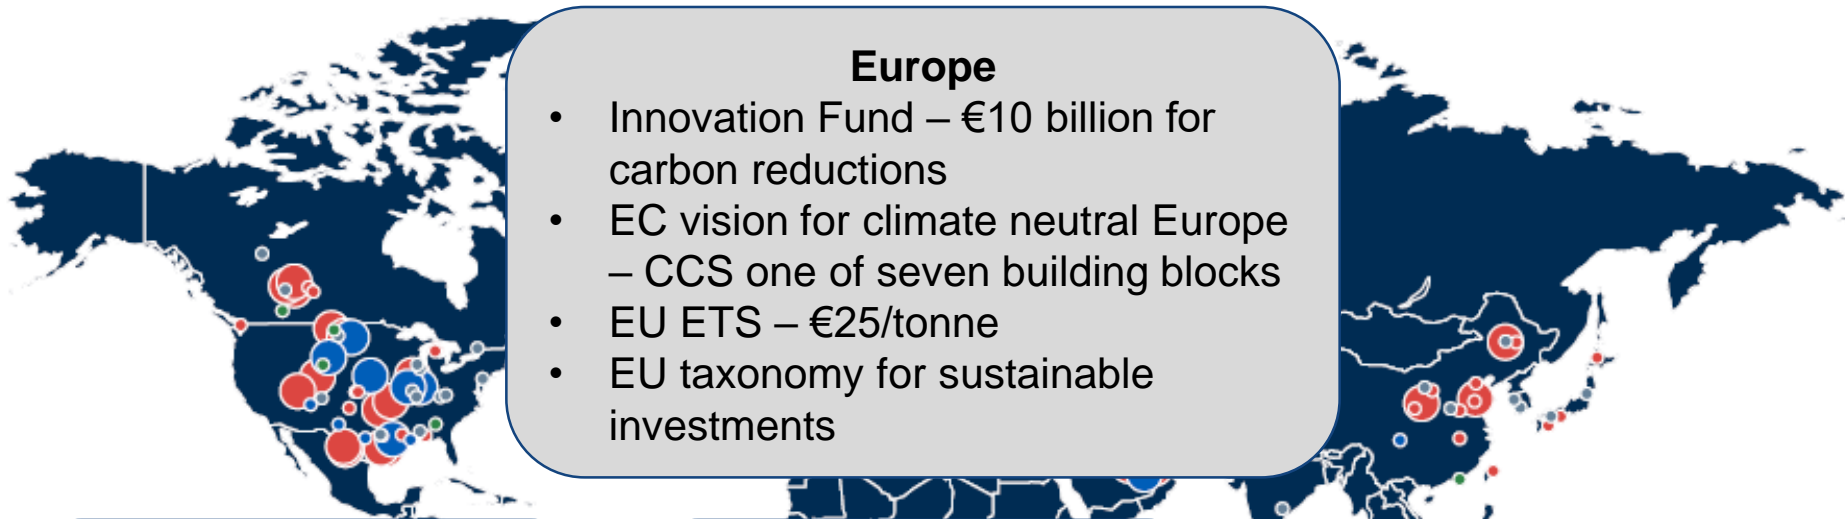 Europe
• Innovation Fund – €10 billion for
carbon reductions
• EC vision for climate neutral Europe
– CCS one of seven building blocks
• EU ETS – €25/tonne
• EU taxonomy for sustainable
investments